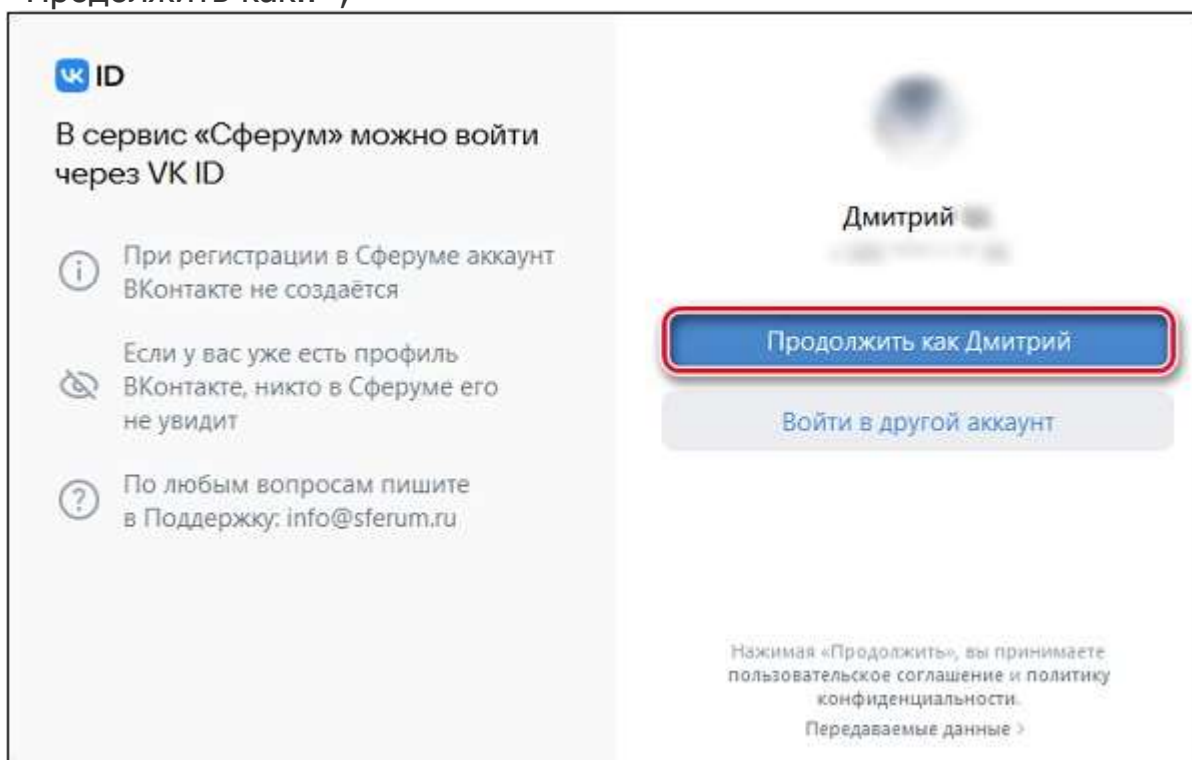 VK ID
В сервис «Сферум» можно войти
через VK ID
При регистрации в Сферуме аккаунт
ВКонтакте не создаётся
Если у вас уже есть профиль
ВКонтакте, никто в Сферуме его
не увидит
По любым вопросам пишите
в Поддержку: info@sferum.ru
Дмитрий
Продолжить как Дмитрий
Войти в другой аккаунт
Нажимая «Продолжить», вы принимаете
пользовательское соглашение и политику
конфиденциальности.
Передаваемые данные >